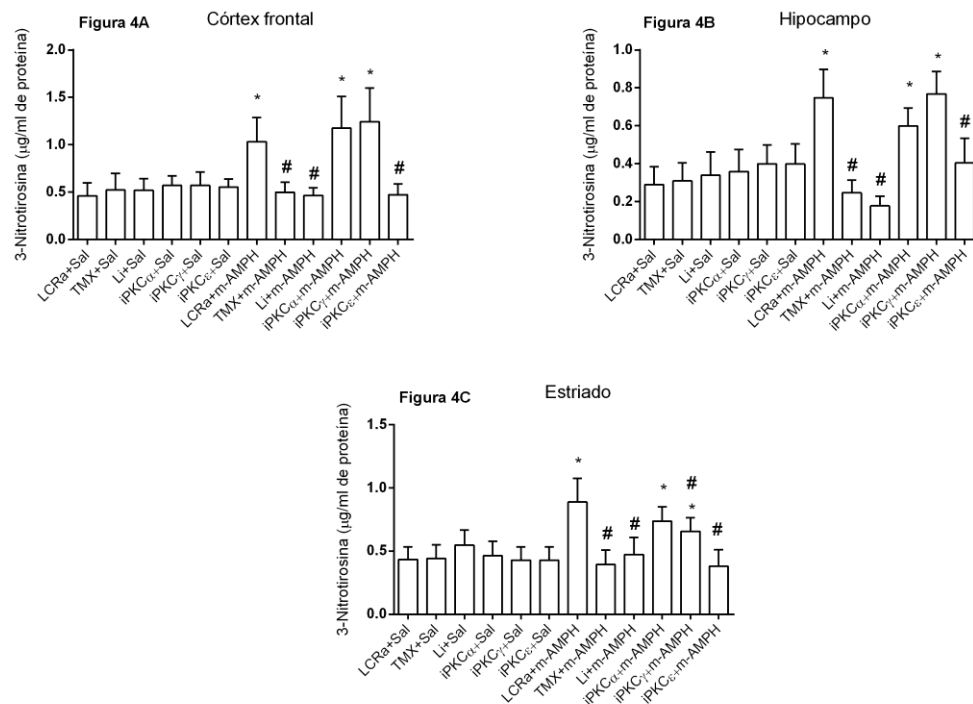 Figura 4A
Córtex frontal
3-Nitrotirosina (µg/ml de proteína)
2.0
1.5
1.0
0.5
0.0
*
#
#
*
*
#
LCRa+Sal
TMX+Sal
Li+Sal
iPKCα+Sal
iPKCγ+Sal
iPKCε+Sal
LCRa+m-AMPH
TMX+m-AMPH
Li+m-AMPH
iPKCα+m-AMPH
iPKCγ+m-AMPH
iPKCε+m-AMPH
Figura 4B
Hipocampo
3-Nitrotirosina (µg/ml de proteína)
1.0
0.8
0.6
0.4
0.2
0.0
*
#
#
*
*
#
LCRa+Sal
TMX+Sal
Li+Sal
iPKCα+Sal
iPKCγ+Sal
iPKCε+Sal
LCRa+m-AMPH
TMX+m-AMPH
Li+m-AMPH
iPKCα+m-AMPH
iPKCγ+m-AMPH
iPKCε+m-AMPH
Figura 4C
Estriado
3-Nitrotirosina (µg/ml de proteína)
1.5
1.0
0.5
0.0
*
#
#
*
#
*
#
LCRa+Sal
TMX+Sal
Li+Sal
iPKCα+Sal
iPKCγ+Sal
iPKCε+Sal
LCRa+m-AMPH
TMX+m-AMPH
Li+m-AMPH
iPKCα+m-AMPH
iPKCγ+m-AMPH
iPKCε+m-AMPH